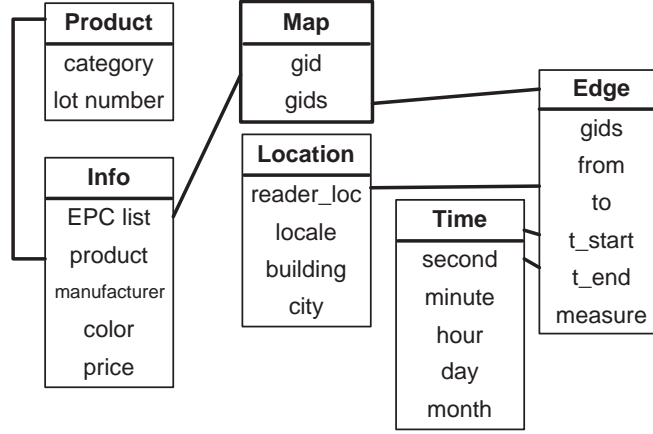 Product
category
lot number
Map
gid
gids
Edge
gids
from
to
t_start
t_end
measure
Location
reader_loc
locale
building
city
Info
EPC list
product
manufacturer
color
price
Time
second
minute
hour
day
month